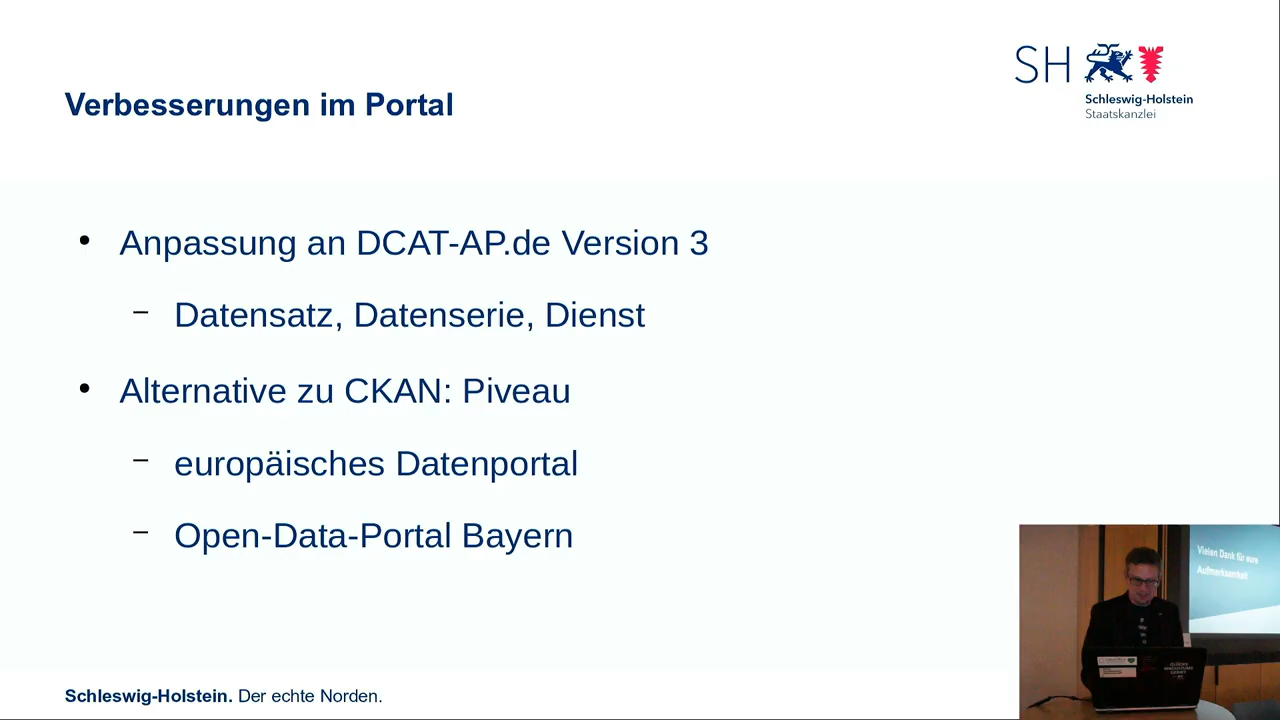 SH
Schleswig-Holstein
Staatskanzlei
Verbesserungen im Portal
• Anpassung an DCAT-AP.de Version 3
– Datensatz, Datenserie, Dienst
• Alternative zu CKAN: Piveau
– europäisches Datenportal
– Open-Data-Portal Bayern
Vielen Dank für eure
Aufmerksamkeit
Schleswig-Holstein. Der echte Norden.